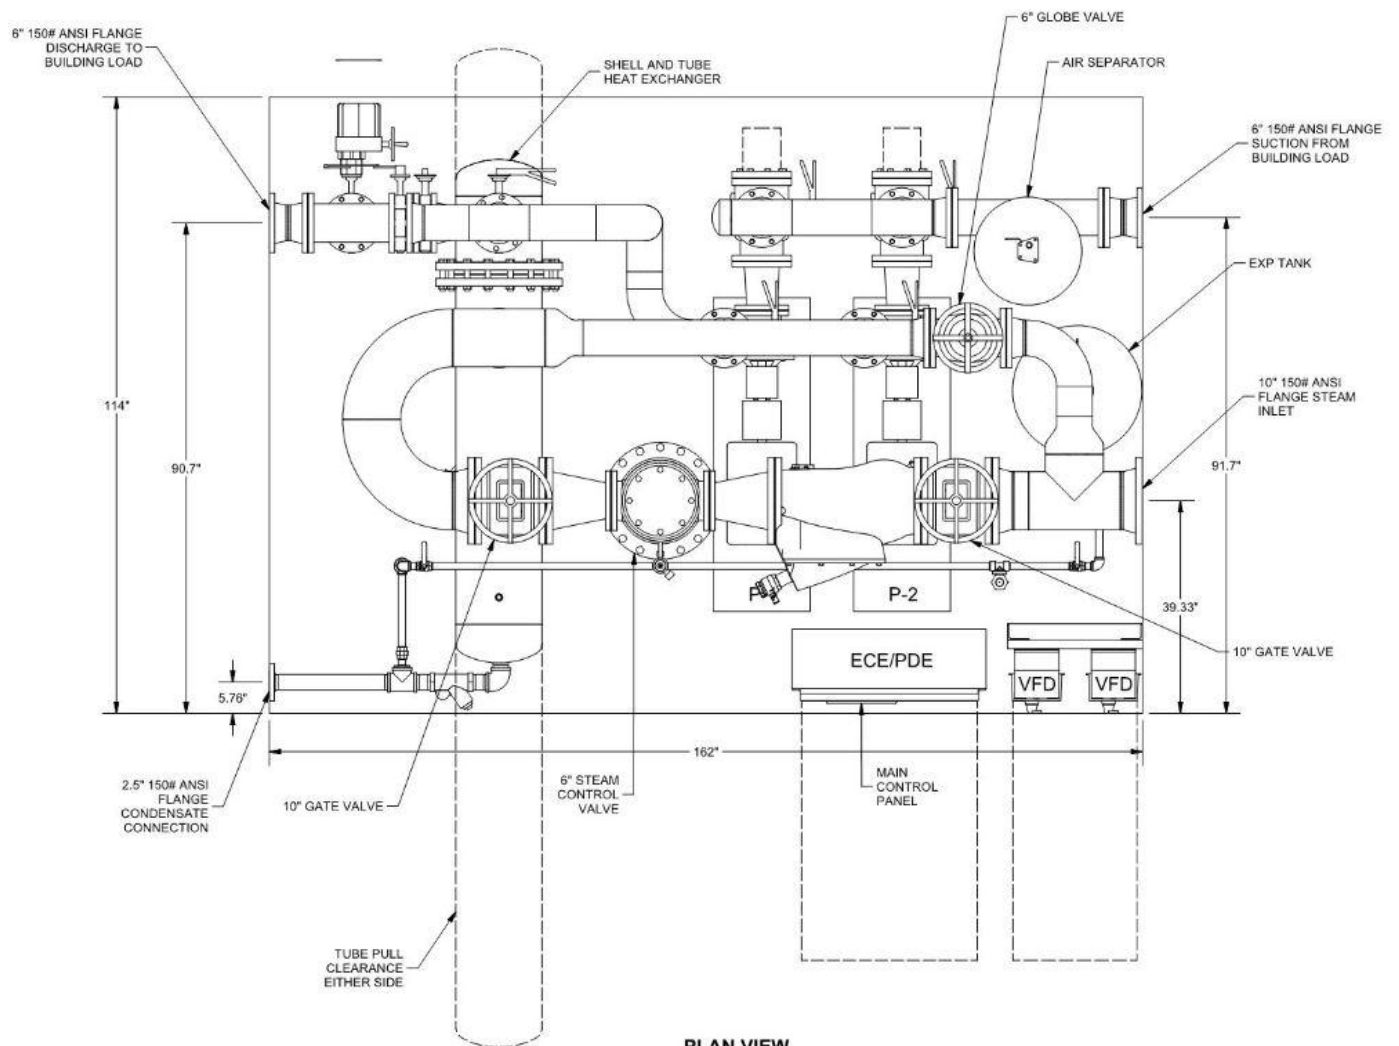 6" GLOBE VALVE
6" 150# ANSI FLANGE
DISCHARGE TO
BUILDING LOAD
SHELL AND TUBE
HEAT EXCHANGER
AIR SEPARATOR
6" 150# ANSI FLANGE
SUCTION FROM
BUILDING LOAD
EXP TANK
10" 150# ANSI
FLANGE STEAM
INLET
114"
90.7"
91.7"
P-2
39.33"
10" GATE VALVE
ECE/PDE
VFD
VFD
5.76"
162"
2.5" 150# ANSI
FLANGE
CONDENSATE
CONNECTION
10" GATE VALVE
6" STEAM
CONTROL
VALVE
MAIN
CONTROL
PANEL
TUBE PULL
CLEARANCE
EITHER SIDE
PLAN VIEW